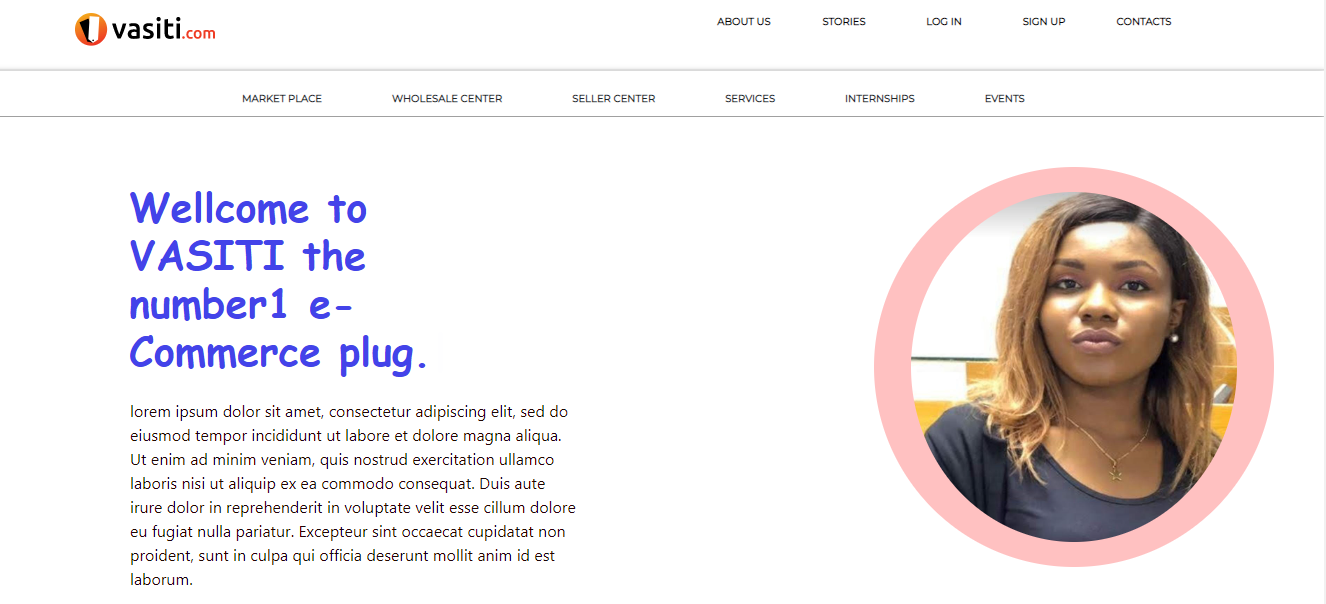 vasiti.com
ABOUT US STORIES LOG IN SIGN UP CONTACTS
MARKET PLACE WHOLESALE CENTER SELLER CENTER SERVICES INTERNSHIPS EVENTS
Wellcome to
VASITI the
number1 e-
Commerce plug.
lorem ipsum dolor sit amet, consectetur adipiscing elit, sed do
eiusmod tempor incididunt ut labore et dolore magna aliqua.
Ut enim ad minim veniam, quis nostrud exercitation ullamco
laboris nisi ut aliquip ex ea commodo consequat. Duis aute
irure dolor in reprehenderit in voluptate velit esse cillum dolore
eu fugiat nulla pariatur. Excepteur sint occaecat cupidatat non
proident, sunt in culpa qui officia deserunt mollit anim id est
laborum.